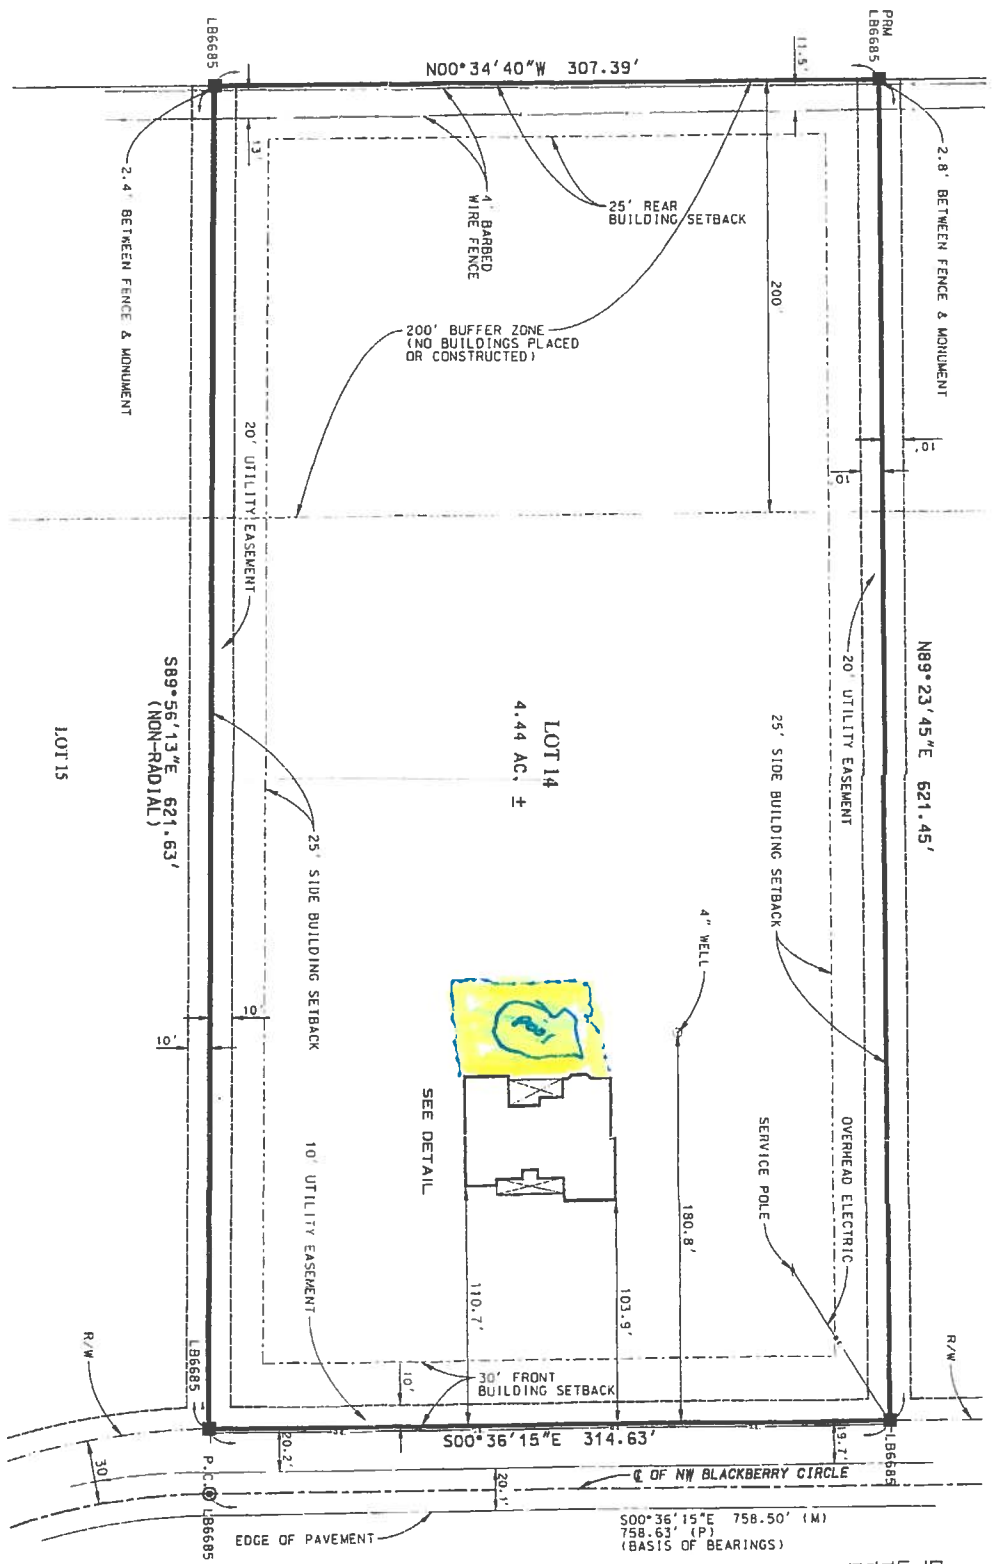 PRM
LB6685
LB6685
11.5'
N00°34'40"W 307.39'
13'
2.4' BETWEEN FENCE & MONUMENT
2.8' BETWEEN FENCE & MONUMENT
4' BARBED
WIRE FENCE
25' REAR
BUILDING SETBACK
200'
200' BUFFER ZONE
(NO BUILDINGS PLACED
OR CONSTRUCTED)
10'
10'
20' UTILITY EASEMENT
20' UTILITY EASEMENT
N89°23'45"E 621.45'
S89°56'13"E 621.63'
(NON-RADIAL)
LOT 15
LOT 14
4.44 AC. ±
25' SIDE BUILDING SETBACK
25' SIDE BUILDING SETBACK
4" WELL
pool
10'
10'
SEE DETAIL
SERVICE POLE
OVERHEAD ELECTRIC
10' UTILITY EASEMENT
180.8'
103.9'
110.7'
R/W
R/W
LB6685
LB6685
30' FRONT
BUILDING SETBACK
10'
S00°36'15"E 314.63'
20.2'
19.7'
20.1'
30'
P.C.
LB6685
℄ OF NW BLACKBERRY CIRCLE
EDGE OF PAVEMENT
S00°36'15"E 758.50' (M)
758.63' (P)
(BASIS OF BEARINGS)